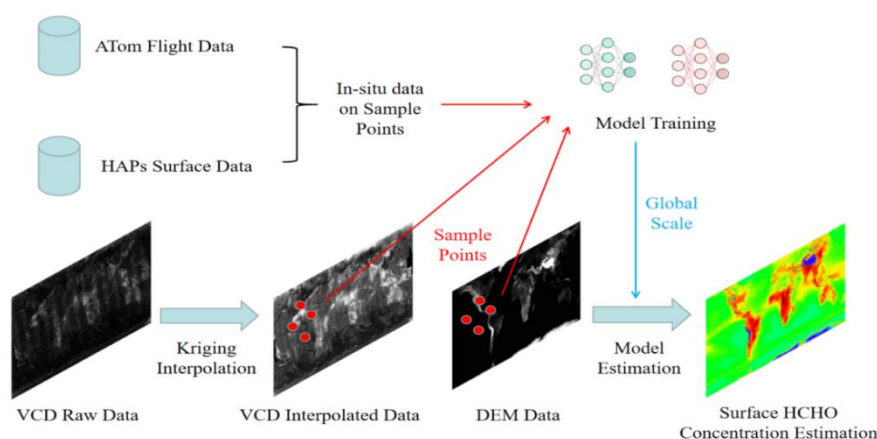 ATom Flight Data
In-situ data
on Sample
Points
HAPs Surface Data
Model Training
Global
Scale
Sample
Points
Kriging
Interpolation
Model
Estimation
VCD Raw Data
VCD Interpolated Data
DEM Data
Surface HCHO
Concentration Estimation